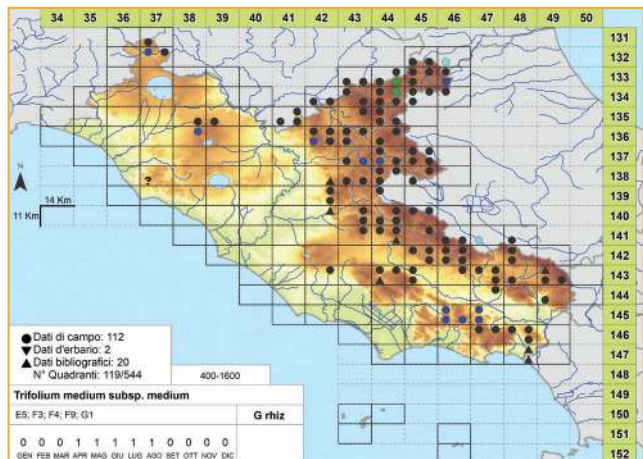 34 35 36 37 38 39 40 41 42 43 44 45 46 47 48 49 50
131
132
133
134
135
136
137
138
?
N
14 Km
11 Km
140
141
142
143
144
145
146
147
148
149
150
151
152
Dati di campo: 112
Dati d'erbario: 2
Dati bibliografici: 20
N° Quadranti: 119/544
400-1600
Trifolium medium subsp. medium
E5; F3; F4; F9; G1
G rhiz
0 0 0 1 1 1 1 1 0 0 0 0
GEN FEB MAR APR MAG GIU LUG AGO SET OTT NOV DIC